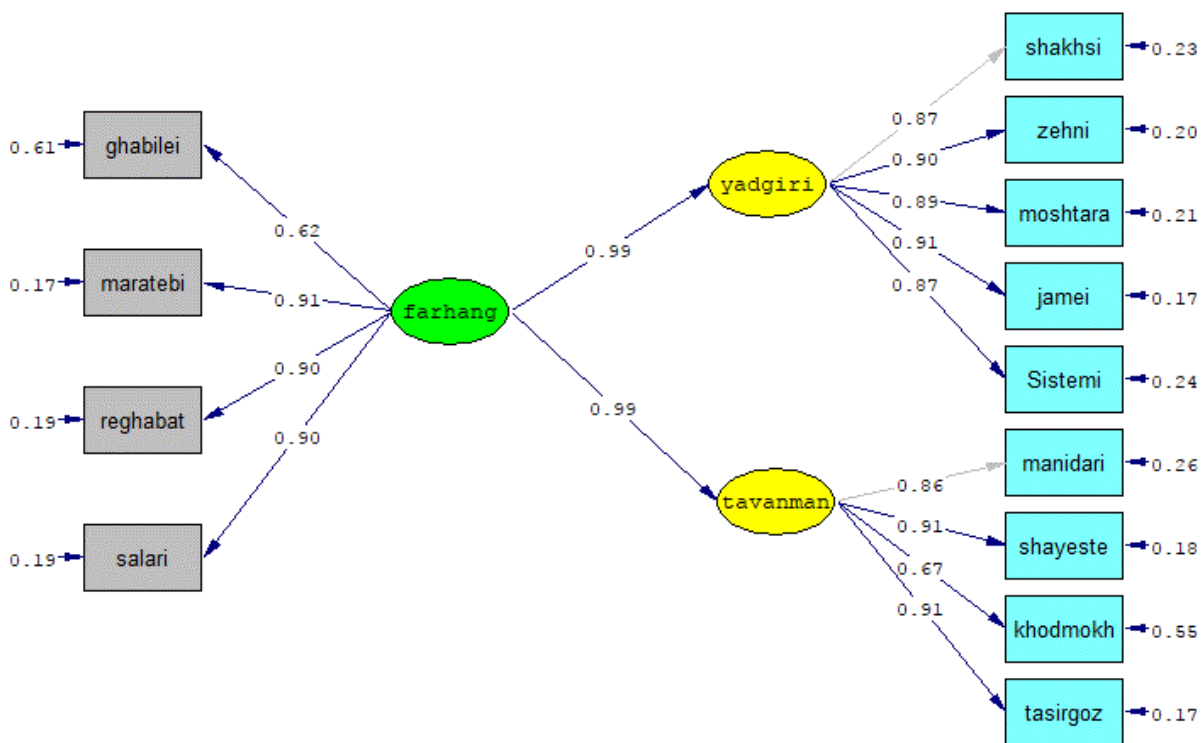 0.61
ghabilei
0.62
0.17
maratebi
0.91
0.19
reghabat
0.90
0.19
salari
0.90
farhang
0.99
0.99
yadgiri
tavanman
0.87
shakhsi
0.23
0.90
zehni
0.20
0.89
moshtara
0.21
0.91
jamei
0.17
0.87
Sistemi
0.24
0.86
manidari
0.26
0.91
shayeste
0.18
0.67
khodmokh
0.55
0.91
tasirgoz
0.17